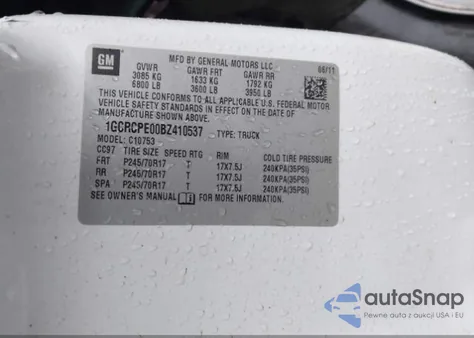 GM
MFD BY GENERAL MOTORS LLC
06/11
GVWR GAWR FRT GAWR RR
3085 KG 1633 KG 1792 KG
6800 LB 3600 LB 3950 LB
THIS VEHICLE CONFORMS TO ALL APPLICABLE U.S. FEDERAL MOTOR
VEHICLE SAFETY STANDARDS IN EFFECT ON THE DATE OF
MANUFACTURE SHOWN ABOVE.
1GCRCPE00BZ410537 TYPE: TRUCK
MODEL: C10753
CC97 TIRE SIZE SPEED RTG RIM COLD TIRE PRESSURE
FRT P245/70R17 T 17X7.5J 240KPA(35PSI)
RR P245/70R17 T 17X7.5J 240KPA(35PSI)
SPA P245/70R17 T 17X7.5J 240KPA(35PSI)
SEE OWNER'S MANUAL FOR MORE INFORMATION.
autoSnap
Pewne auta z aukcji USA i EU